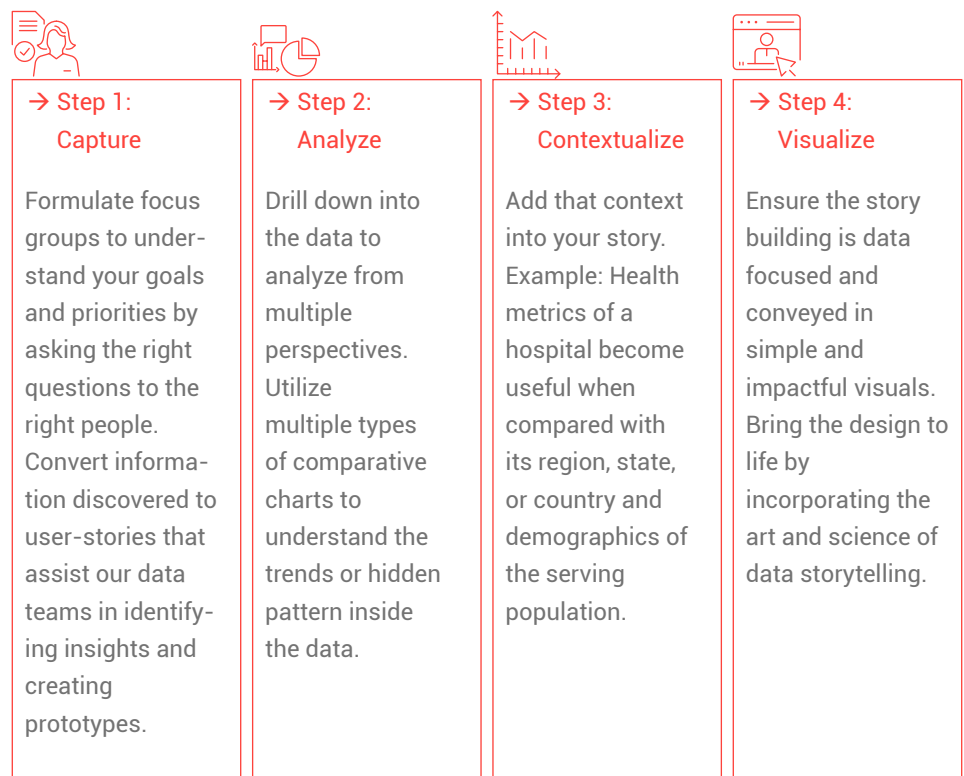 → Step 1:
Capture
Formulate focus
groups to under-
stand your goals
and priorities by
asking the right
questions to the
right people.
Convert informa-
tion discovered to
user-stories that
assist our data
teams in identify-
ing insights and
creating
prototypes.
→ Step 2:
Analyze
Drill down into
the data to
analyze from
multiple
perspectives.
Utilize
multiple types
of comparative
charts to
understand the
trends or hidden
pattern inside
the data.
→ Step 3:
Contextualize
Add that context
into your story.
Example: Health
metrics of a
hospital become
useful when
compared with
its region, state,
or country and
demographics of
the serving
population.
→ Step 4:
Visualize
Ensure the story
building is data
focused and
conveyed in
simple and
impactful visuals.
Bring the design to
life by
incorporating the
art and science of
data storytelling.